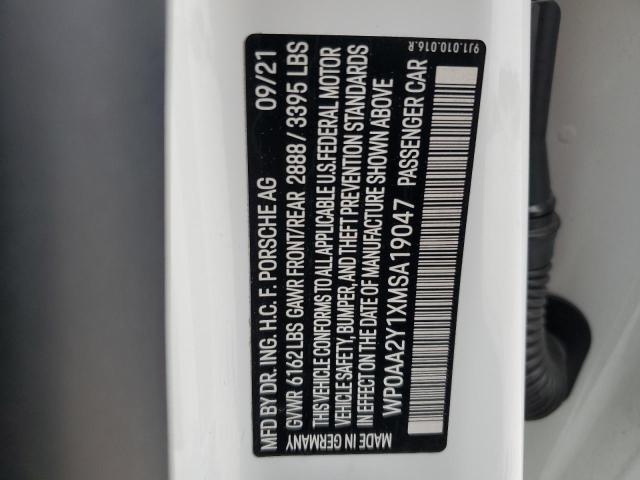 9J1.010.016.R
MFD BY DR. ING. H.C. F. PORSCHE AG 09/21
GVWR 6162 LBS GAWR FRONT/REAR 2888 / 3395 LBS
THIS VEHICLE CONFORMS TO ALL APPLICABLE U.S.FEDERAL MOTOR
VEHICLE SAFETY, BUMPER, AND THEFT PREVENTION STANDARDS
IN EFFECT ON THE DATE OF MANUFACTURE SHOWN ABOVE
WP0AA2Y1XMSA19047 PASSENGER CAR
MADE IN GERMANY